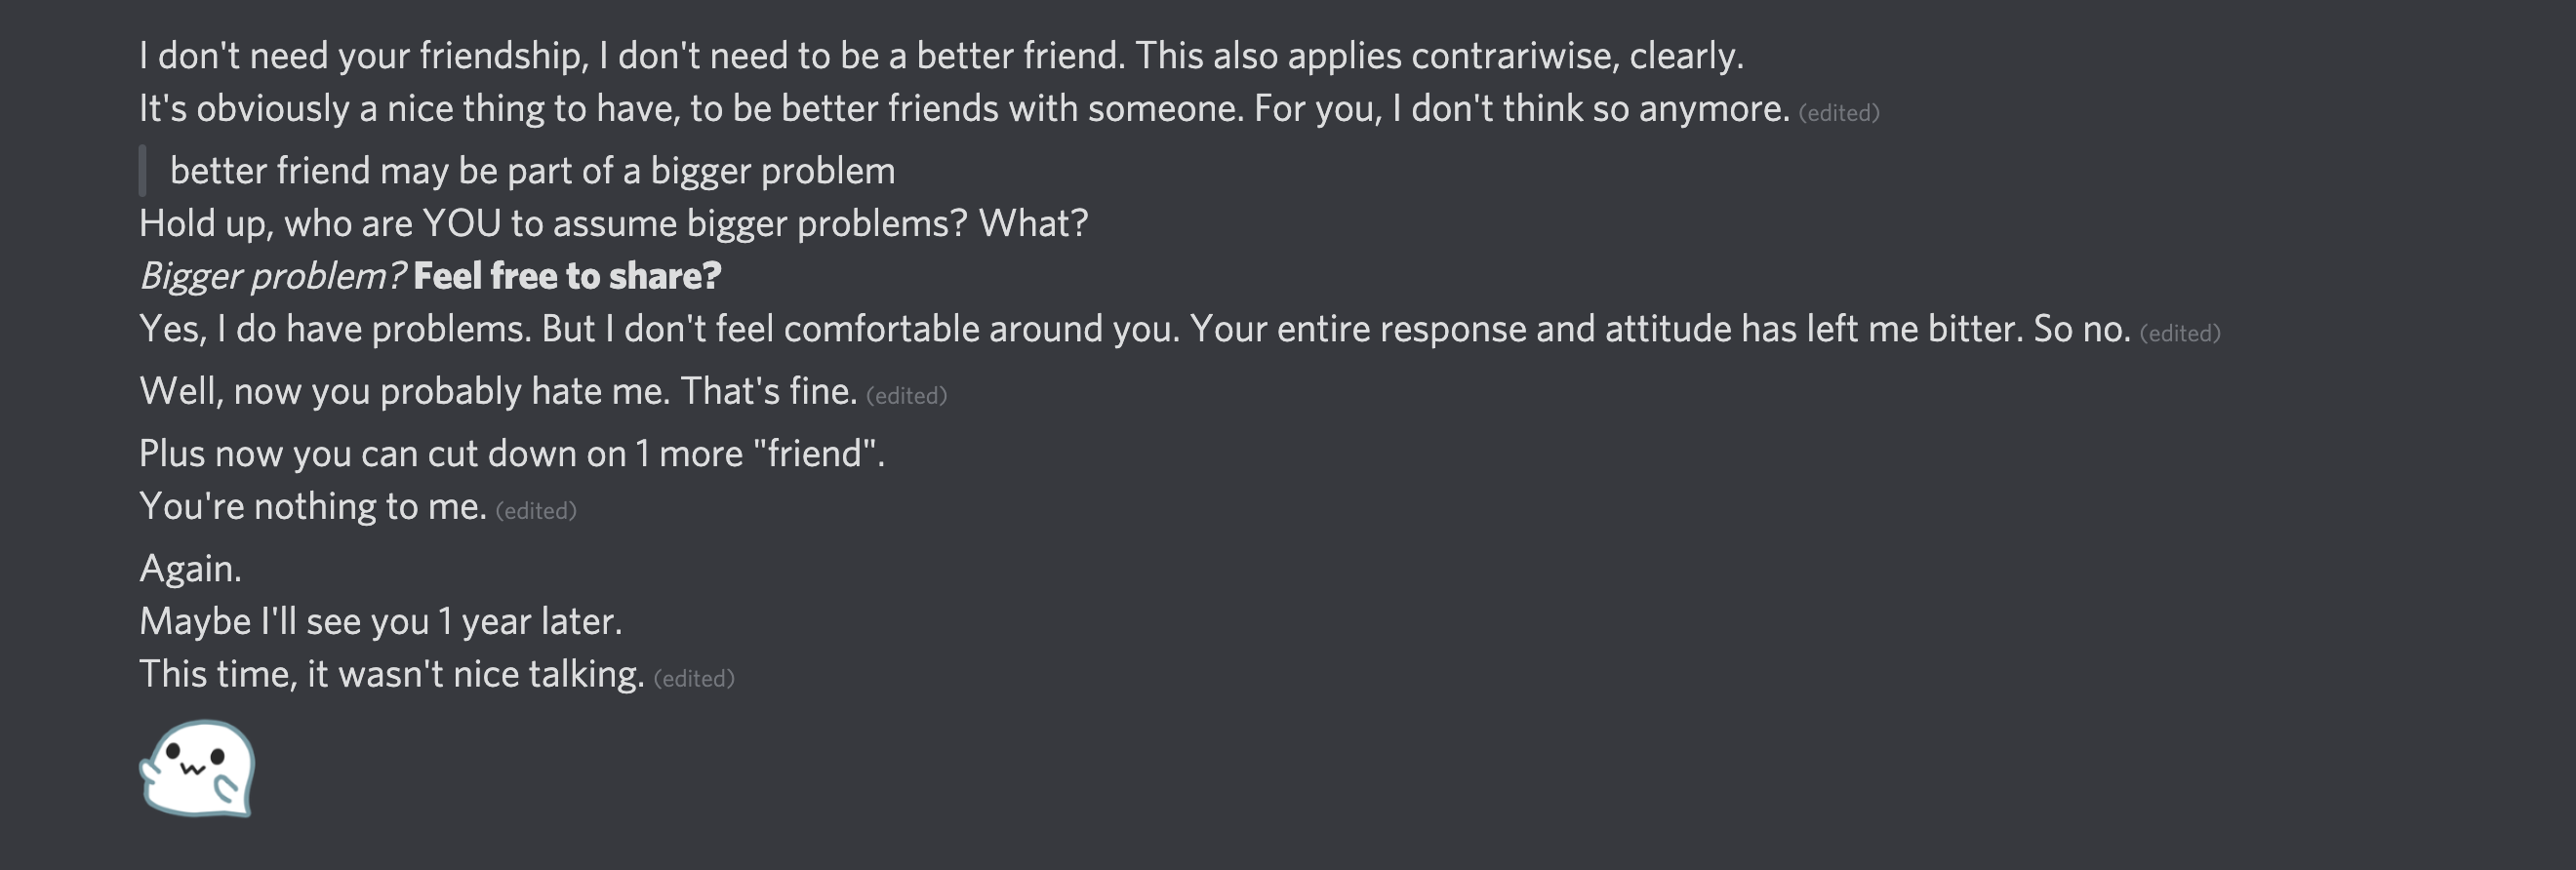 I don't need your friendship, I don't need to be a better friend. This also applies contrariwise, clearly.
It's obviously a nice thing to have, to be better friends with someone. For you, I don't think so anymore. (edited)
better friend may be part of a bigger problem
Hold up, who are YOU to assume bigger problems? What?
Bigger problem? Feel free to share?
Yes, I do have problems. But I don't feel comfortable around you. Your entire response and attitude has left me bitter. So no. (edited)
Well, now you probably hate me. That's fine. (edited)
Plus now you can cut down on 1 more "friend".
You're nothing to me. (edited)
Again.
Maybe I'll see you 1 year later.
This time, it wasn't nice talking. (edited)